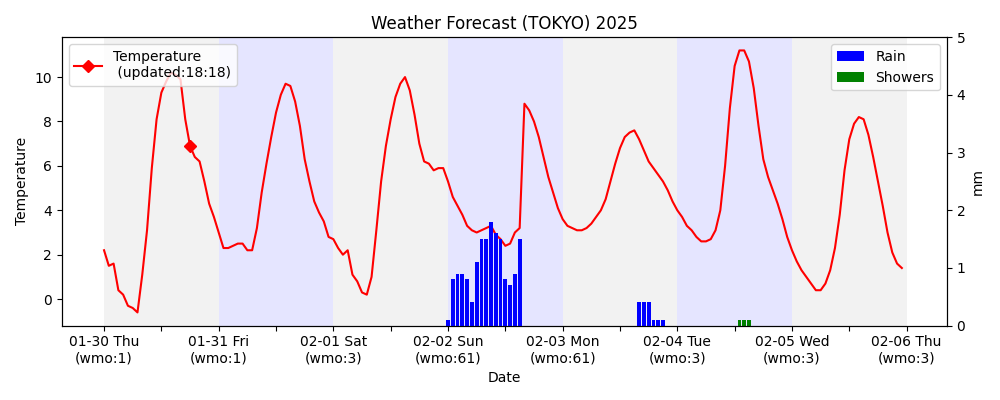 Weather Forecast (TOKYO) 2025
Temperature
(updated:18:18)
Rain
Showers
Temperature
10
8
6
4
2
0
5
4
3
2
1
0
mm
01-30 Thu
(wmo:1)
01-31 Fri
(wmo:1)
02-01 Sat
(wmo:3)
02-02 Sun
(wmo:61)
02-03 Mon
(wmo:61)
02-04 Tue
(wmo:3)
02-05 Wed
(wmo:3)
02-06 Thu
(wmo:3)
Date